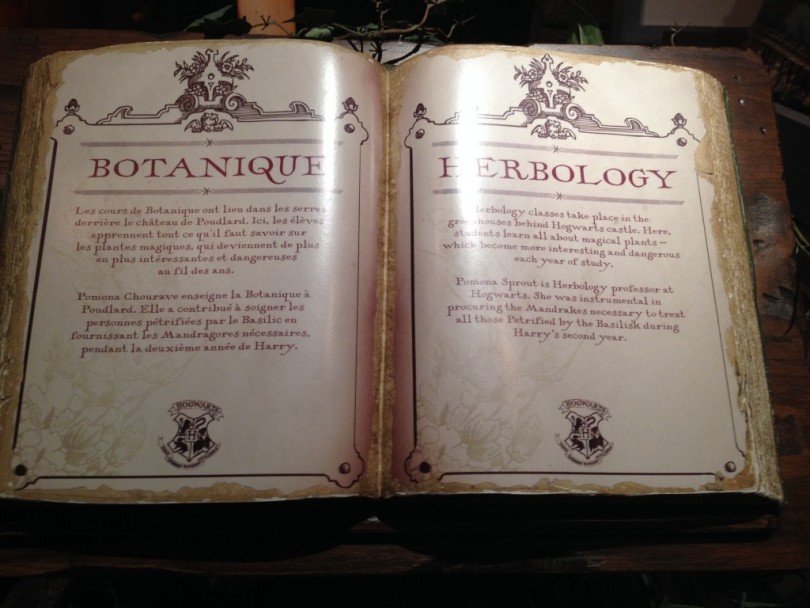 BOTANIQUE
Les cours de Botanique ont lieu dans les serres
derrière le château de Poudlard. Ici, les élèves
apprennent tout ce qu'il faut savoir sur
les plantes magiques, qui deviennent de plus
en plus intéressantes et dangereuses
au fil des ans.
Pomona Chourave enseigne la Botanique à
Poudlard. Elle a contribué à soigner les
personnes pétrifiées par le Basilic en
fournissant les Mandragores nécessaires,
pendant la deuxième année de Harry.
HOGWARTS
H
HERBOLOGY
Herbology classes take place in the
greenhouses behind Hogwarts castle. Here,
students learn all about magical plants –
which become more interesting and dangerous
each year of study.
Pomona Sprout is Herbology professor at
Hogwarts. She was instrumental in
procuring the Mandrakes necessary to treat
all those Petrified by the Basilisk during
Harry's second year.
HOGWARTS
H